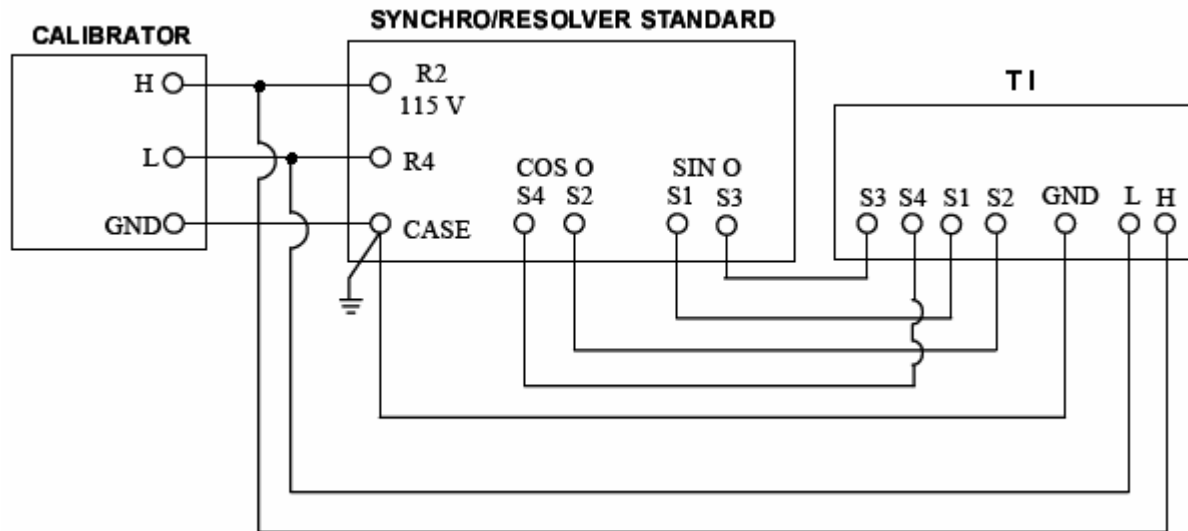 SYNCHRO/RESOLVER STANDARD
CALIBRATOR
H
R2
115 V
L
R4
GND
CASE
COS O
SIN O
S4 S2
S1 S3
T I
S3 S4 S1 S2 GND L H